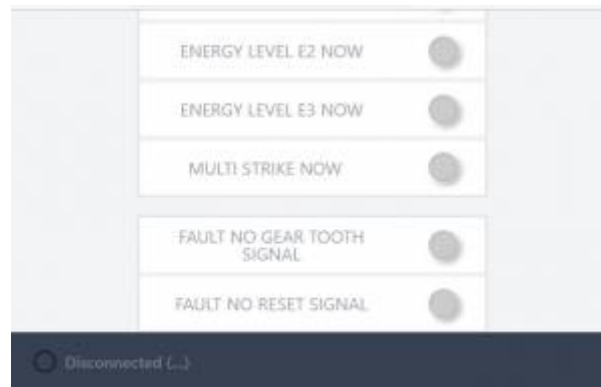 ENERGY LEVEL E2 NOW
ENERGY LEVEL E3 NOW
MULTI STRIKE NOW
FAULT NO GEAR TOOTH
SIGNAL
FAULT NO RESET SIGNAL
Disconnected (...)